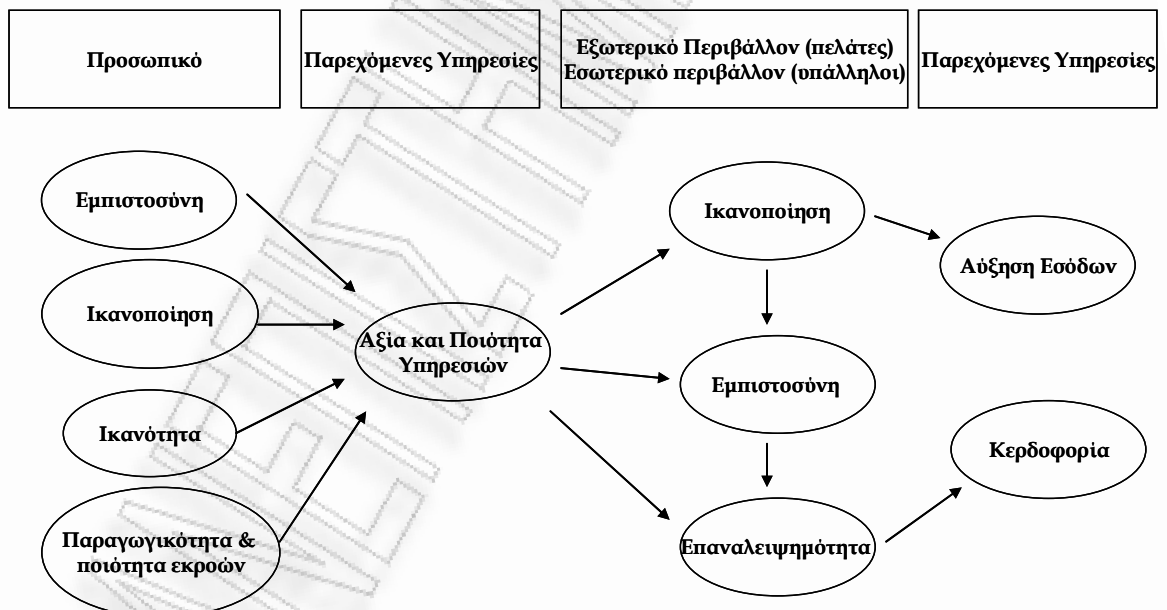 Προσωπικό
Παρεχόμενες Υπηρεσίες
Εξωτερικό Περιβάλλον (πελάτες)
Εσωτερικό περιβάλλον (υπάλληλοι)
Παρεχόμενες Υπηρεσίες
Εμπιστοσύνη
Ικανοποίηση
Ικανότητα
Παραγωγικότητα &
ποιότητα εκροών
Αξία και Ποιότητα
Υπηρεσιών
Ικανοποίηση
Εμπιστοσύνη
Επαναλειψημότητα
Αύξηση Εσόδων
Κερδοφορία